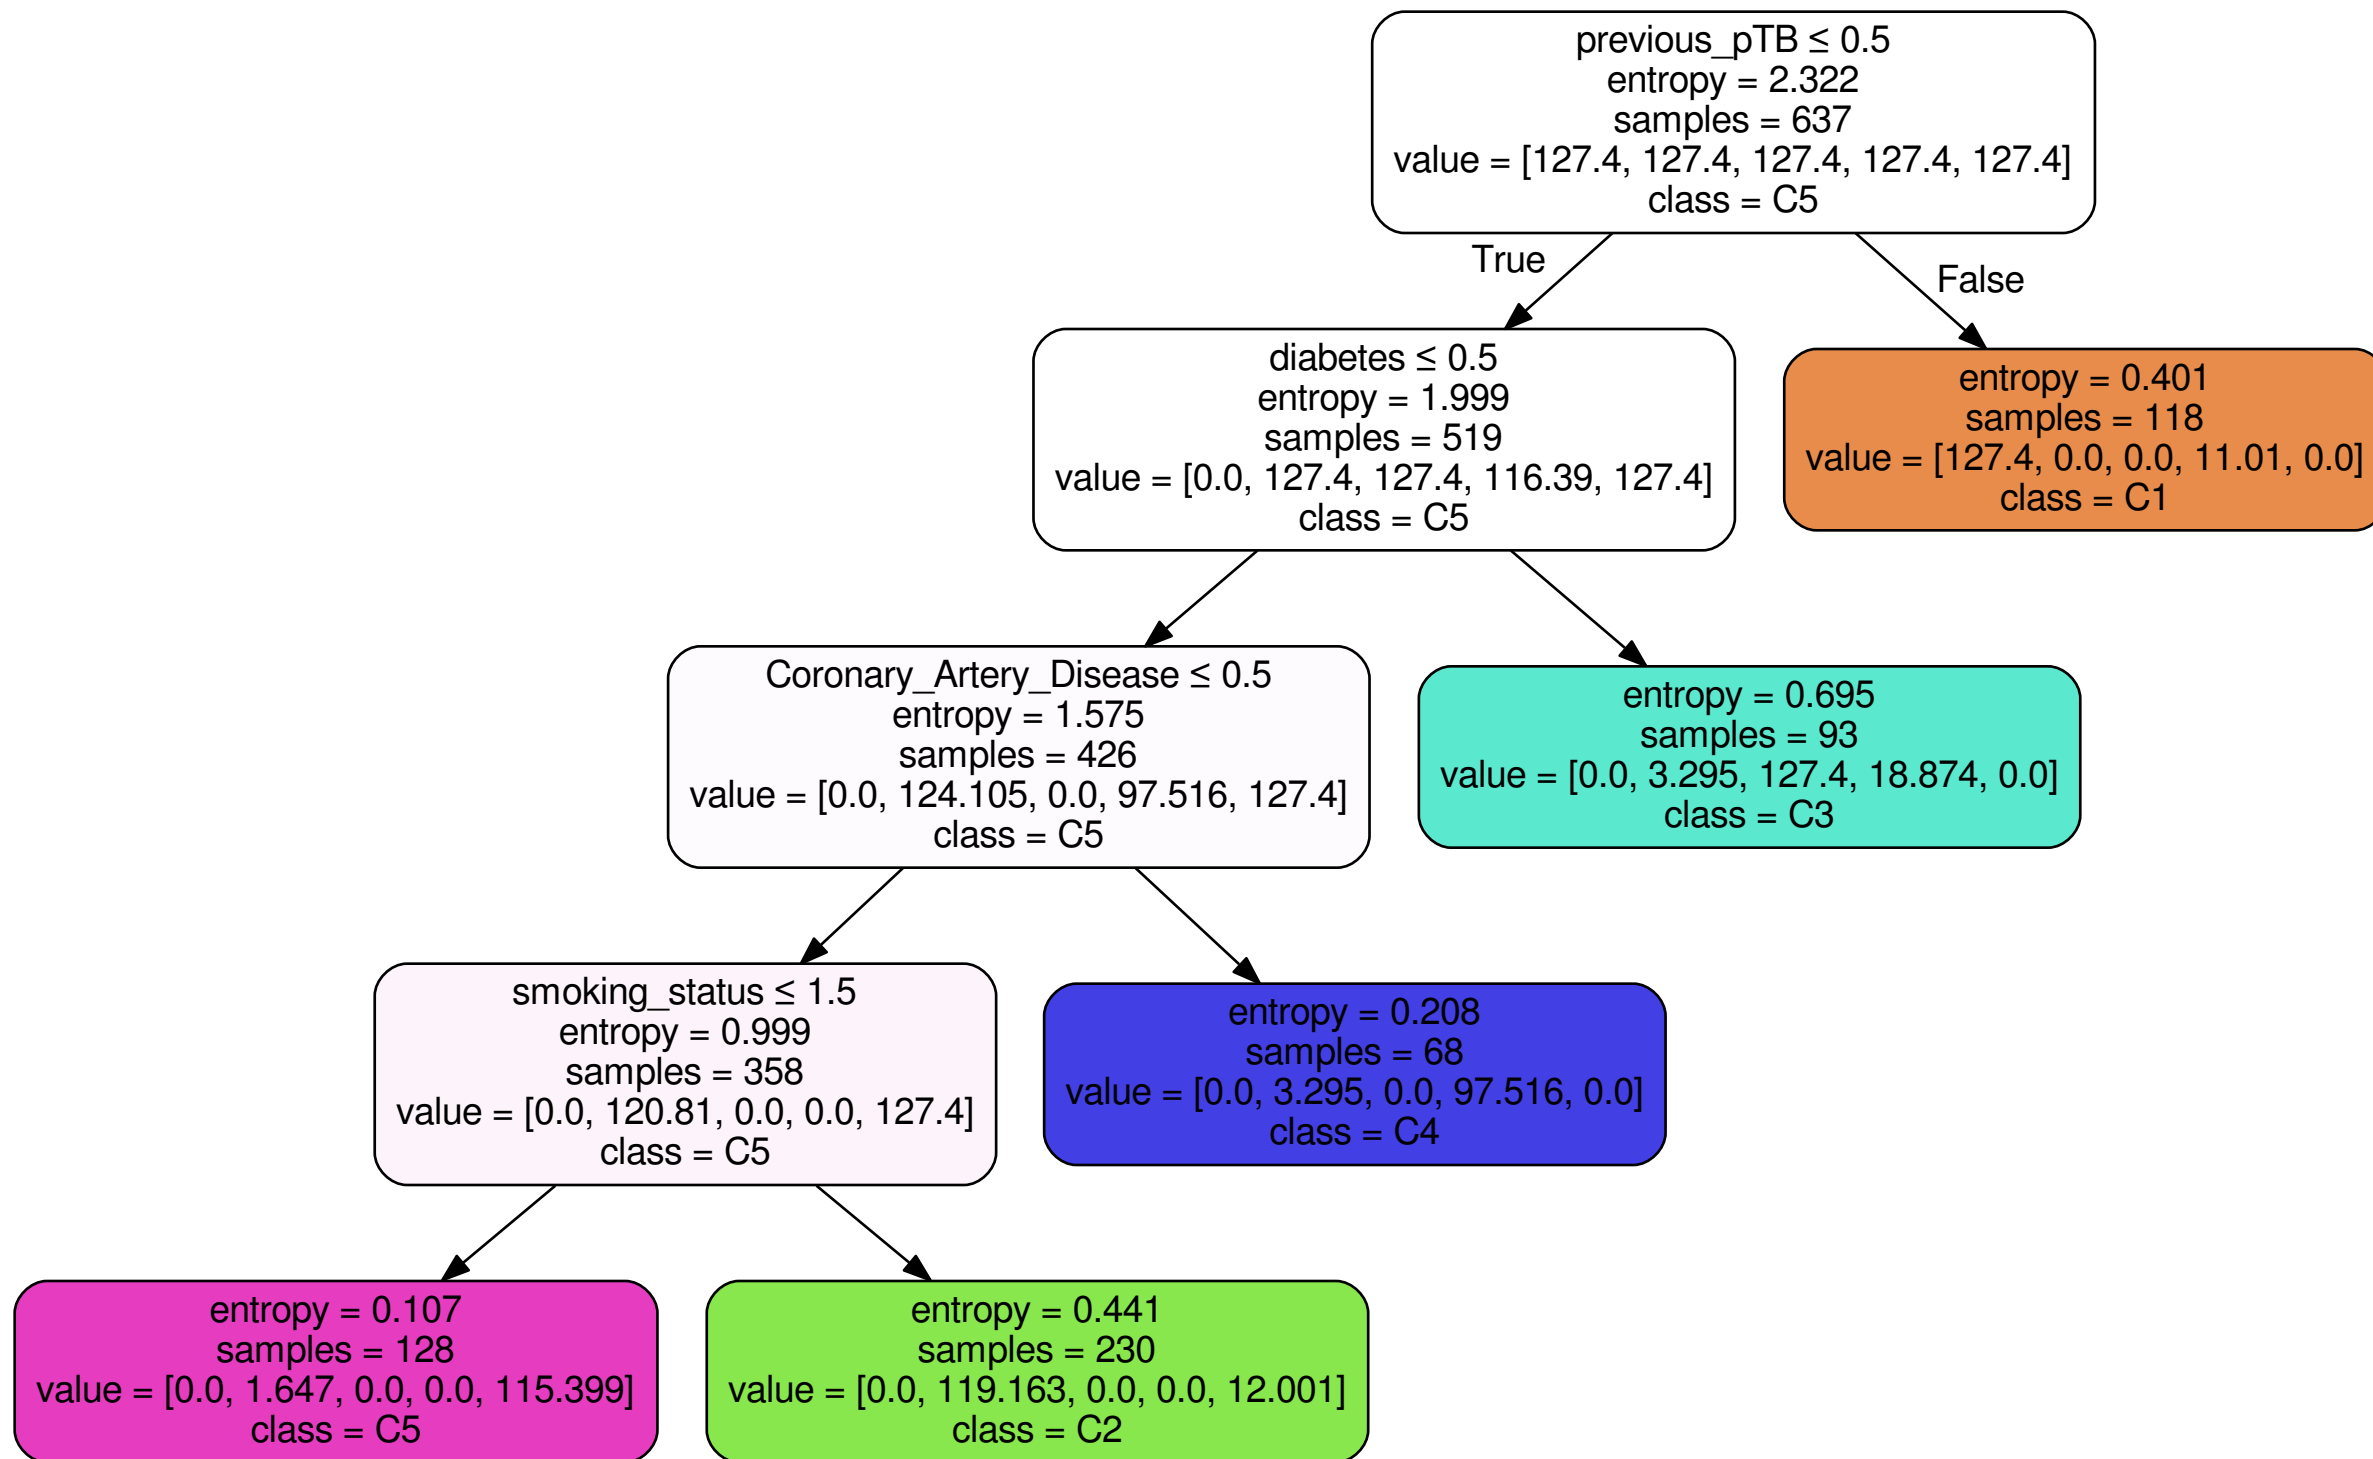 previous_pTB ≤ 0.5
entropy = 2.322
samples = 637
value = [127.4, 127.4, 127.4, 127.4, 127.4]
class = C5
True
False
diabetes ≤ 0.5
entropy = 1.999
samples = 519
value = [0.0, 127.4, 127.4, 116.39, 127.4]
class = C5
entropy = 0.401
samples = 118
value = [127.4, 0.0, 0.0, 11.01, 0.0]
class = C1
Coronary_Artery_Disease ≤ 0.5
entropy = 1.575
samples = 426
value = [0.0, 124.105, 0.0, 97.516, 127.4]
class = C5
entropy = 0.695
samples = 93
value = [0.0, 3.295, 127.4, 18.874, 0.0]
class = C3
smoking_status ≤ 1.5
entropy = 0.999
samples = 358
value = [0.0, 120.81, 0.0, 0.0, 127.4]
class = C5
entropy = 0.208
samples = 68
value = [0.0, 3.295, 0.0, 97.516, 0.0]
class = C4
entropy = 0.107
samples = 128
value = [0.0, 1.647, 0.0, 0.0, 115.399]
class = C5
entropy = 0.441
samples = 230
value = [0.0, 119.163, 0.0, 0.0, 12.001]
class = C2